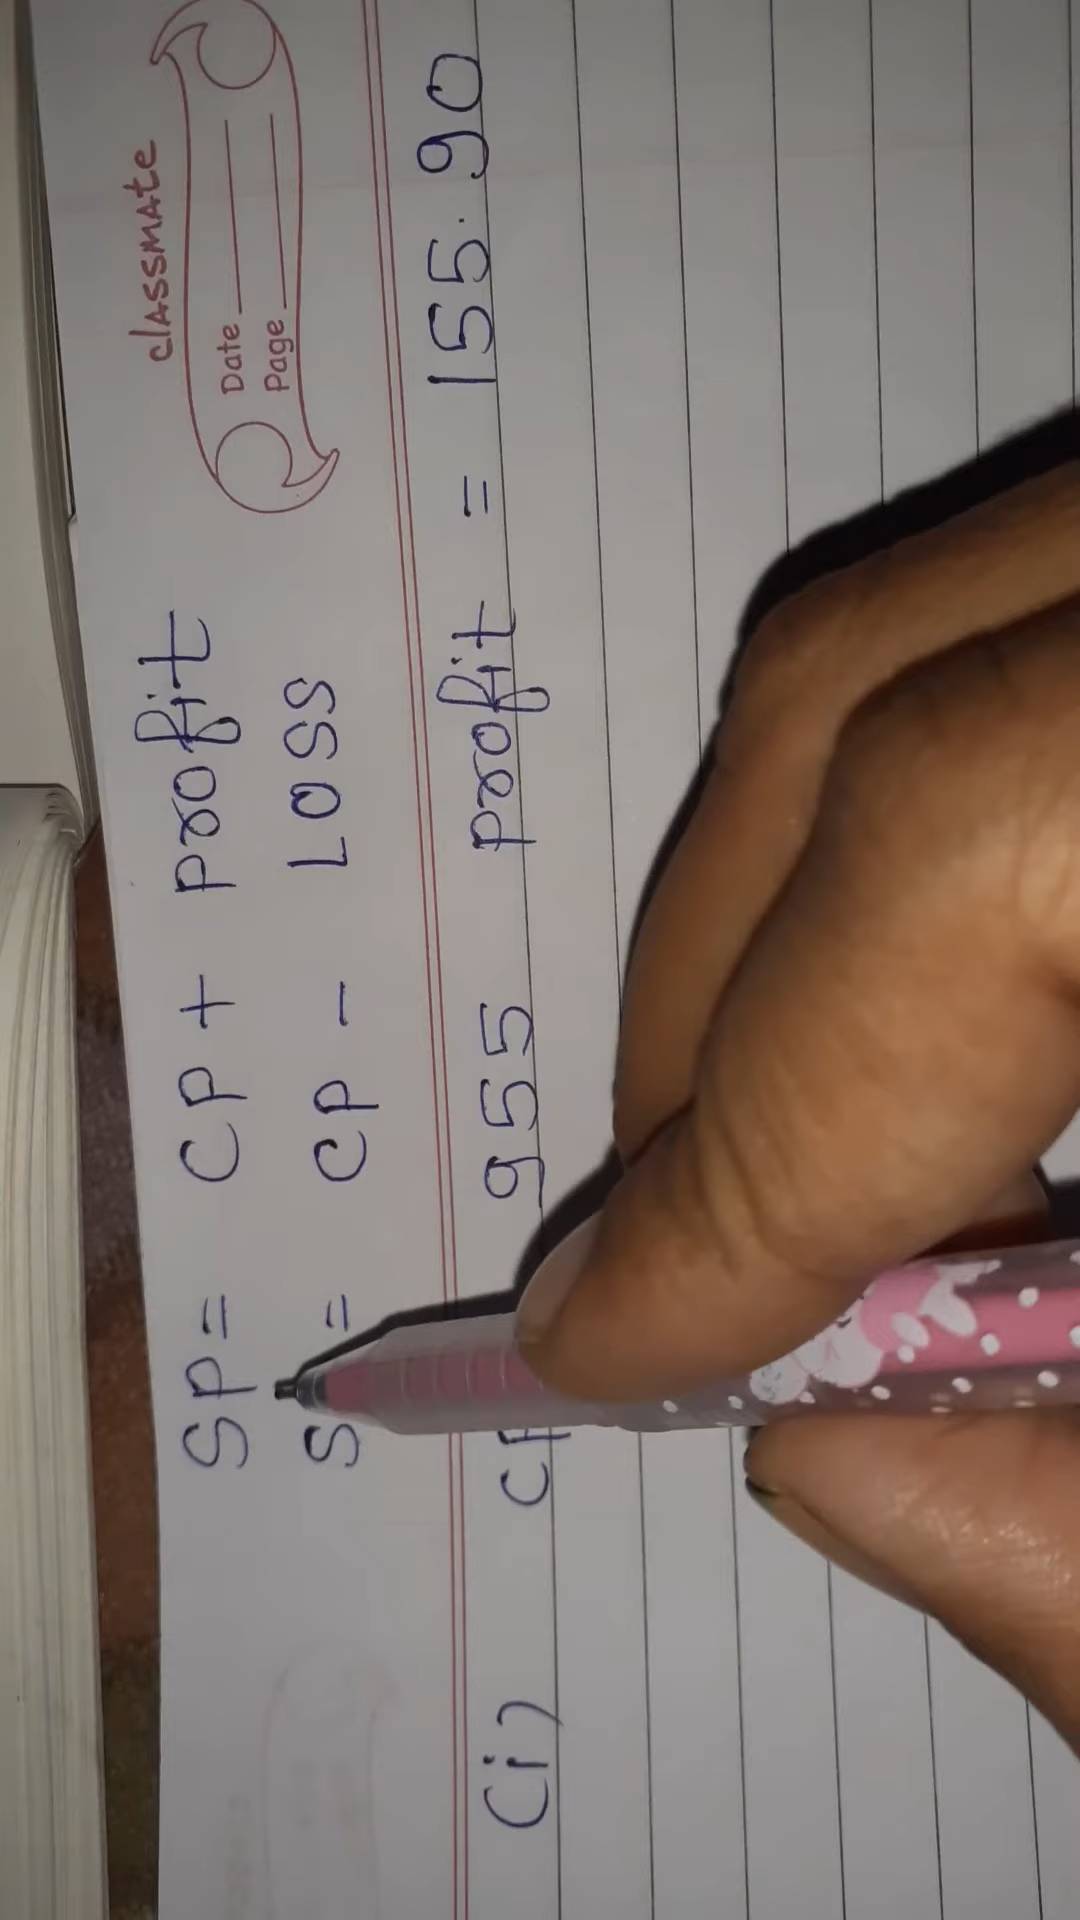 classmate
Date
Page
SP = CP + Profit
S = CP - LOSS
(i) 955 profit = 155.90